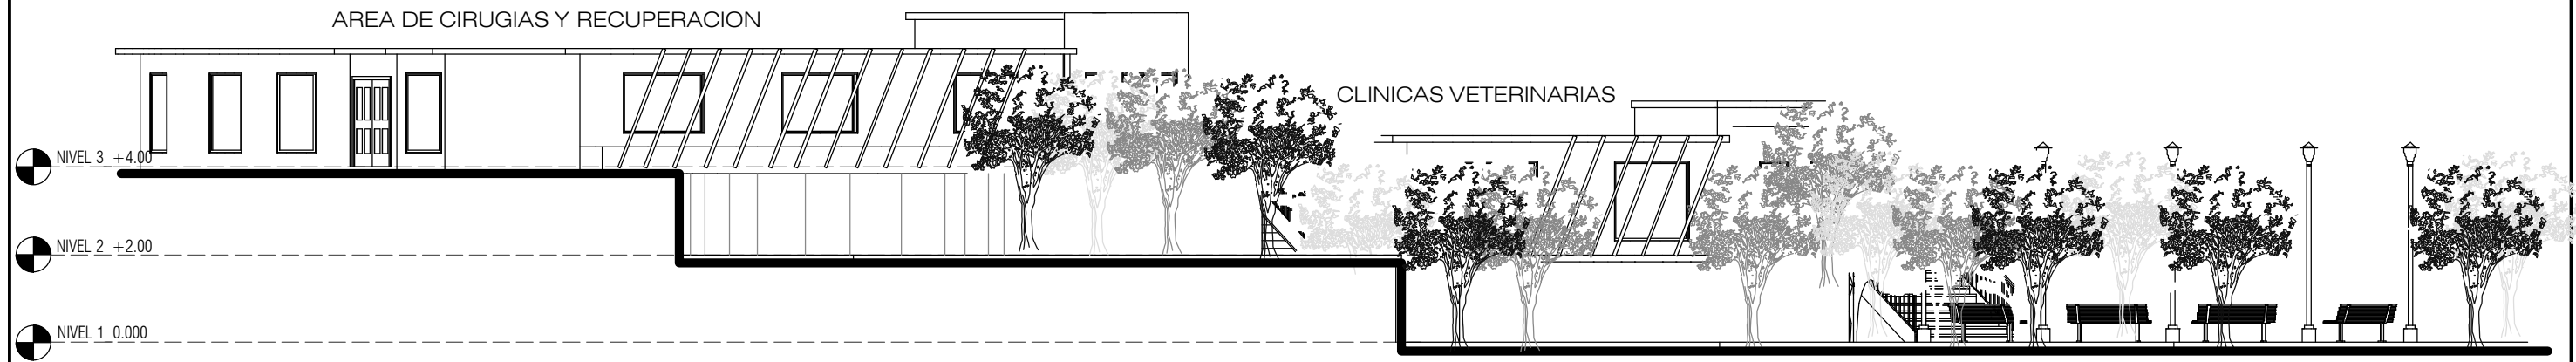 AREA DE CIRUGIAS Y RECUPERACION
CLINICAS VETERINARIAS
NIVEL 3 +4.00
NIVEL 2 +2.00
NIVEL 1 0.000